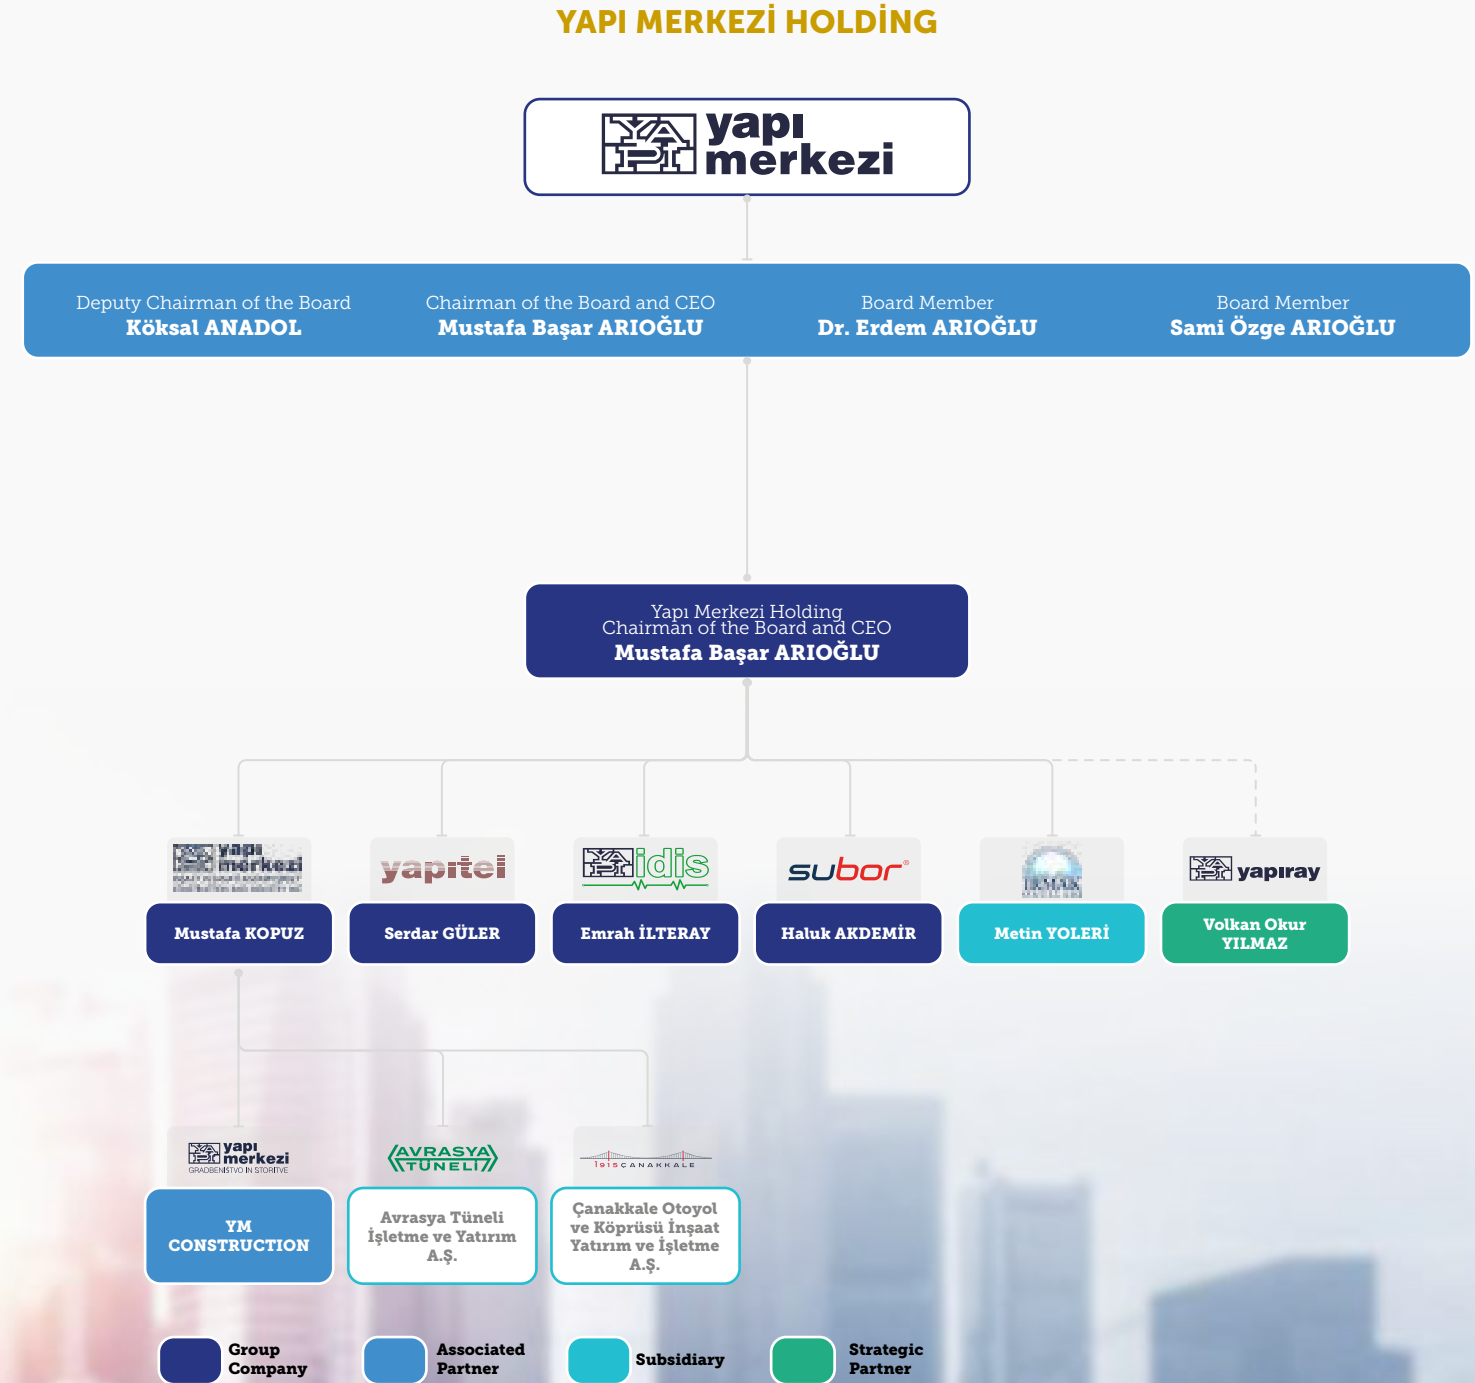 YAPI MERKEZİ HOLDİNG
YAPI
yapı
merkezi
Deputy Chairman of the Board
Köksal ANADOL
Chairman of the Board and CEO
Mustafa Başar ARIOĞLU
Board Member
Dr. Erdem ARIOĞLU
Board Member
Sami Özge ARIOĞLU
Yapı Merkezi Holding
Chairman of the Board and CEO
Mustafa Başar ARIOĞLU
yapı
merkezi
yapıtel
idis
subor®
IRMAK
yapıray
Mustafa KOPUZ
Serdar GÜLER
Emrah İLTERAY
Haluk AKDEMİR
Metin YOLERİ
Volkan Okur
YILMAZ
yapı
merkezi
GRADBENIŠTVO IN STORITVE
AVRASYA
TÜNELİ
1915ÇANAKKALE
YM
CONSTRUCTION
Avrasya Tüneli
İşletme ve Yatırım
A.Ş.
Çanakkale Otoyol
ve Köprüsü İnşaat
Yatırım ve İşletme
A.Ş.
Group
Company
Associated
Partner
Subsidiary
Strategic
Partner